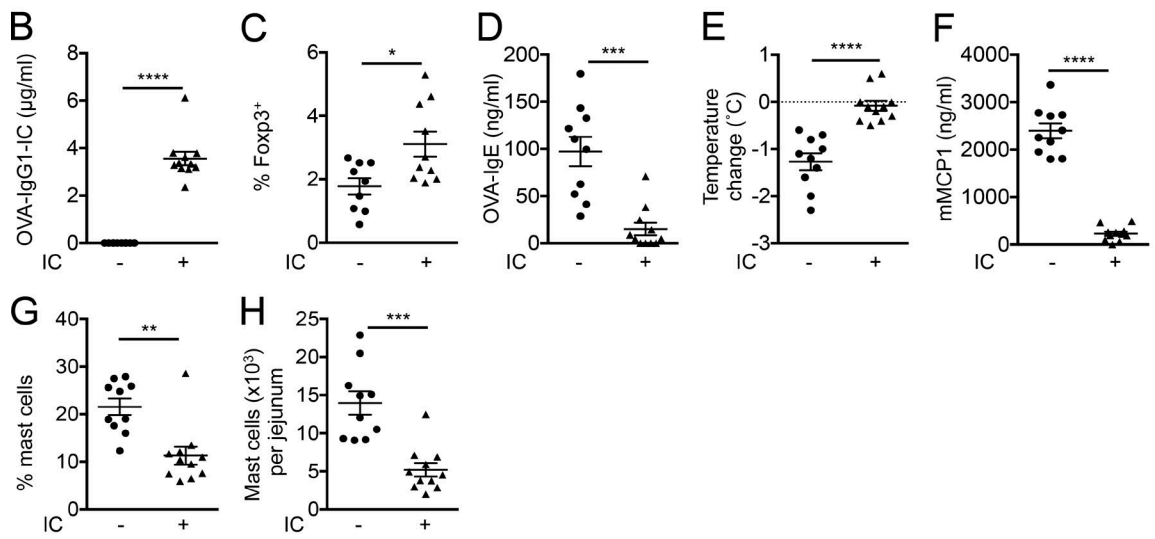 B
OVA-IgG1-IC (μg/ml)
8
6
4
2
0
****
IC - +
C
% Foxp3+
6
4
2
0
*
IC - +
D
OVA-IgE (ng/ml)
200
150
100
50
0
***
IC - +
E
Temperature
change (˚C)
1
0
-1
-2
-3
****
IC - +
F
mMCP1 (ng/ml)
4000
3000
2000
1000
0
****
IC - +
G
% mast cells
40
30
20
10
0
**
IC - +
H
Mast cells (x10³)
per jejunum
25
20
15
10
5
0
***
IC - +